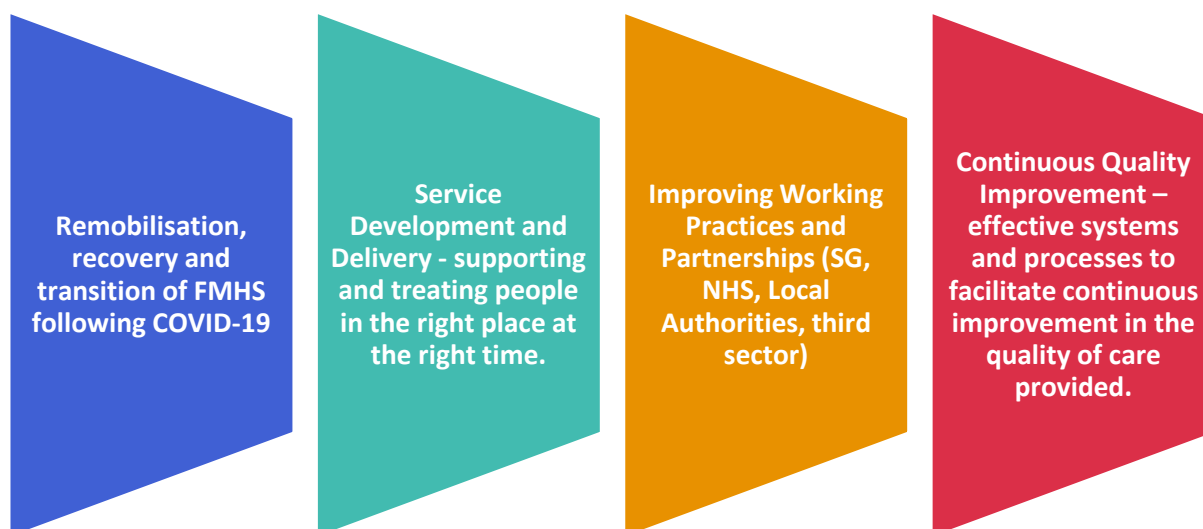 Remobilisation,
recovery and
transition of FMHS
following COVID-19
Service
Development and
Delivery - supporting
and treating people
in the right place at
the right time.
Improving Working
Practices and
Partnerships (SG,
NHS, Local
Authorities, third
sector)
Continuous Quality
Improvement –
effective systems
and processes to
facilitate continuous
improvement in the
quality of care
provided.